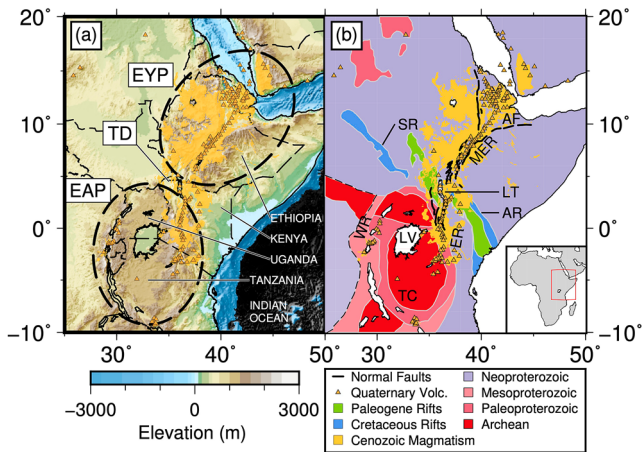 20°
10°
0°
−10°
(a)
EYP
TD
EAP
ETHIOPIA
KENYA
UGANDA
TANZANIA
INDIAN
OCEAN
30
40
50
20°
10°
0°
−10°
(b)
SR
AF
MER
LT
AR
WR
LV
ER
TC
30
40
50
−3000
0
3000
Elevation (m)
Normal Faults
Quaternary Volc.
Paleogene Rifts
Cretaceous Rifts
Cenozoic Magmatism
Neoproterozoic
Mesoproterozoic
Paleoproterozoic
Archean